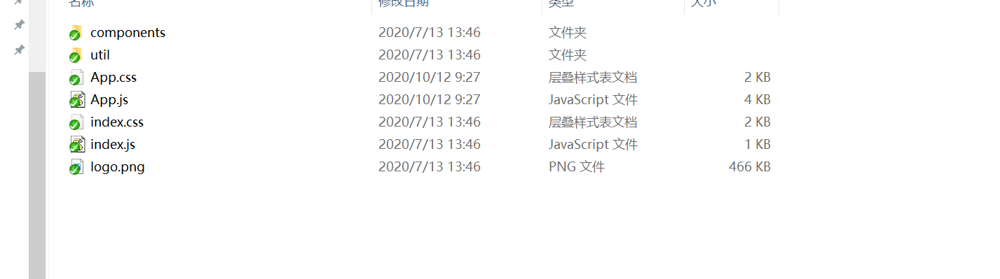 名称 修改日期 类型 大小
components 2020/7/13 13:46 文件夹
util 2020/7/13 13:46 文件夹
App.css 2020/10/12 9:27 层叠样式表文档 2 KB
App.js 2020/10/12 9:27 JavaScript 文件 4 KB
index.css 2020/7/13 13:46 层叠样式表文档 2 KB
index.js 2020/7/13 13:46 JavaScript 文件 1 KB
logo.png 2020/7/13 13:46 PNG 文件 466 KB